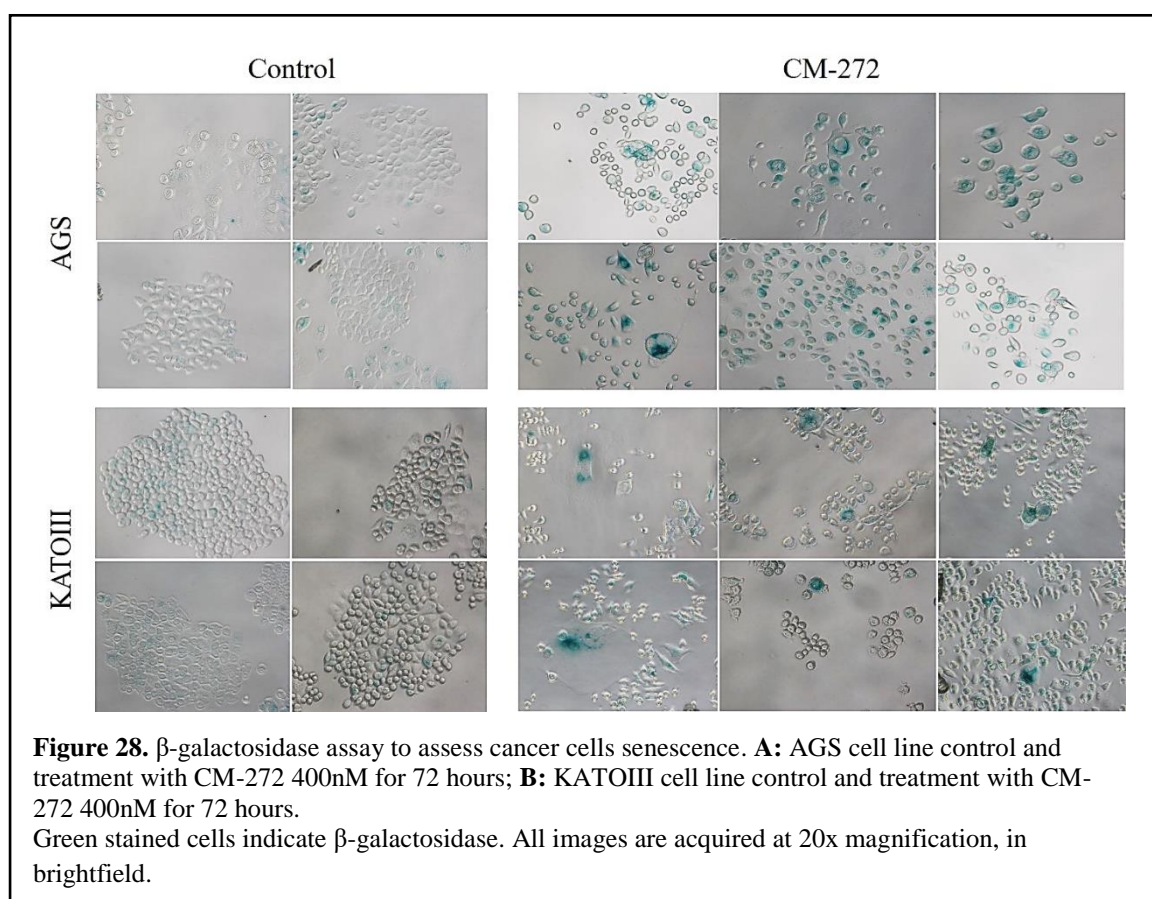 Control
CM-272
AGS
KATOIII
Figure 28. β-galactosidase assay to assess cancer cells senescence. A: AGS cell line control and
treatment with CM-272 400nM for 72 hours; B: KATOIII cell line control and treatment with CM-
272 400nM for 72 hours.
Green stained cells indicate β-galactosidase. All images are acquired at 20x magnification, in
brightfield.